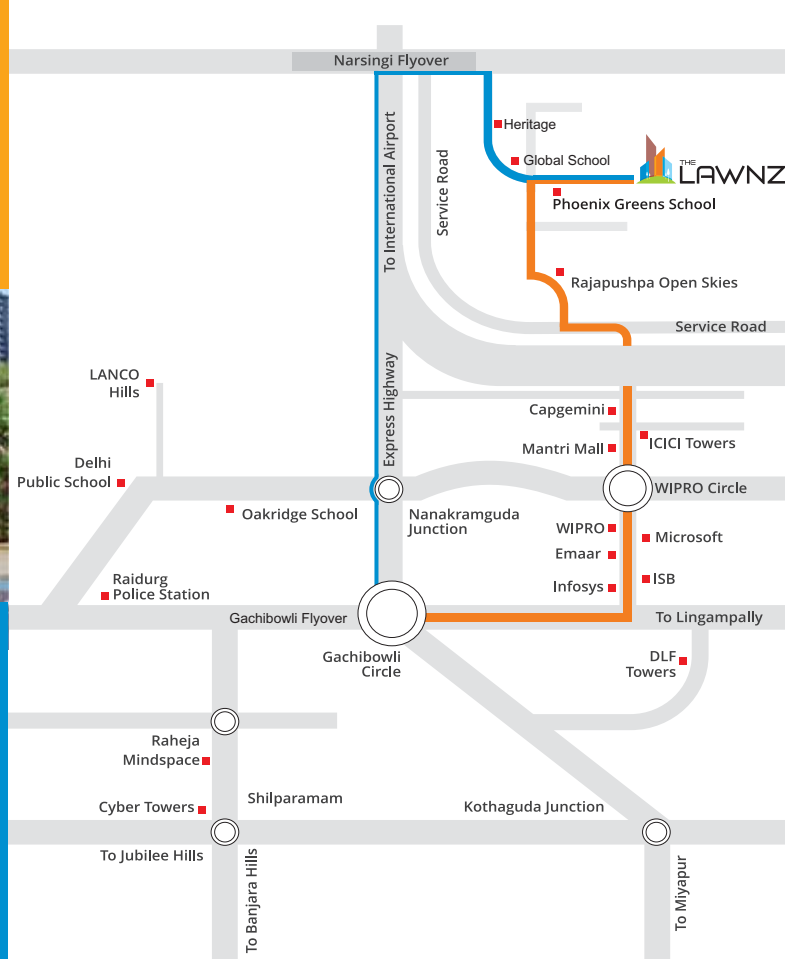 Narsingi Flyover
To International Airport
Service Road
Heritage
Global School
THE
LAWNZ
Phoenix Greens School
Rajapushpa Open Skies
Service Road
Express Highway
LANCO
Hills
Capgemini
Mantri Mall
ICICI Towers
Delhi
Public School
Oakridge School
Nanakramguda
Junction
WIPRO Circle
WIPRO
Emaar
Infosys
Microsoft
ISB
Raidurg
Police Station
Gachibowli Flyover
To Lingampally
Gachibowli
Circle
DLF
Towers
Raheja
Mindspace
Cyber Towers
Shilparamam
Kothaguda Junction
To Jubilee Hills
To Banjara Hills
To Miyapur